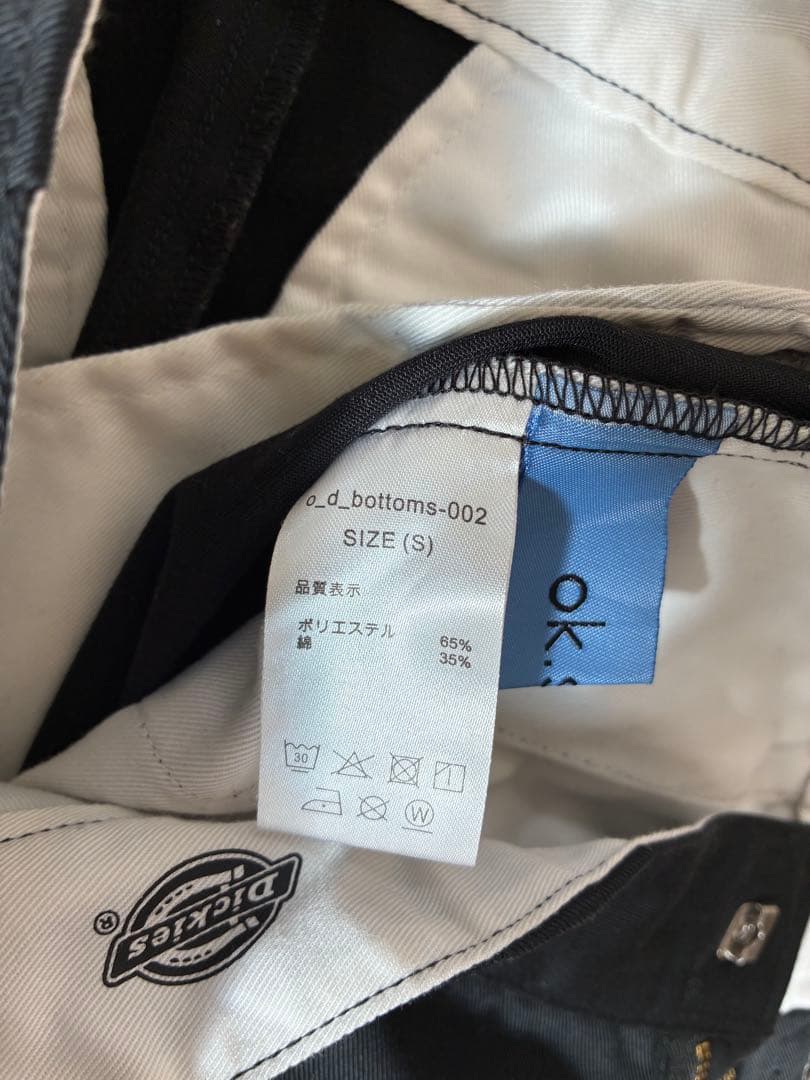 o_d_bottoms-002
SIZE (S)
品質表示
ポリエステル 65%
綿 35%
30
W
ok.
Dickies
®